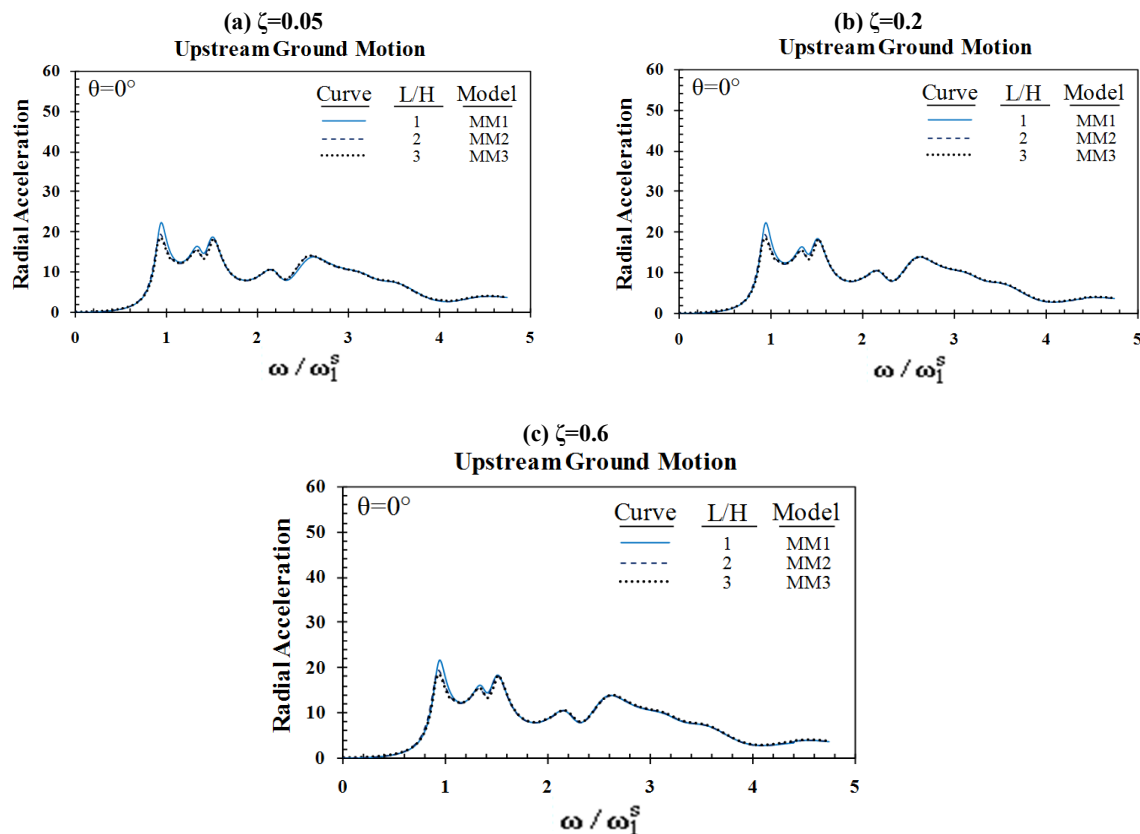 (a) ζ=0.05
Upstream Ground Motion
θ=0°
Curve L/H Model
1 MM1
2 MM2
3 MM3
Radial Acceleration
60
50
40
30
20
10
0
0 1 2 3 4 5
ω / ω₁ˢ
(b) ζ=0.2
Upstream Ground Motion
θ=0°
Curve L/H Model
1 MM1
2 MM2
3 MM3
Radial Acceleration
60
50
40
30
20
10
0
0 1 2 3 4 5
ω / ω₁ˢ
(c) ζ=0.6
Upstream Ground Motion
θ=0°
Curve L/H Model
1 MM1
2 MM2
3 MM3
Radial Acceleration
60
50
40
30
20
10
0
0 1 2 3 4 5
ω / ω₁ˢ